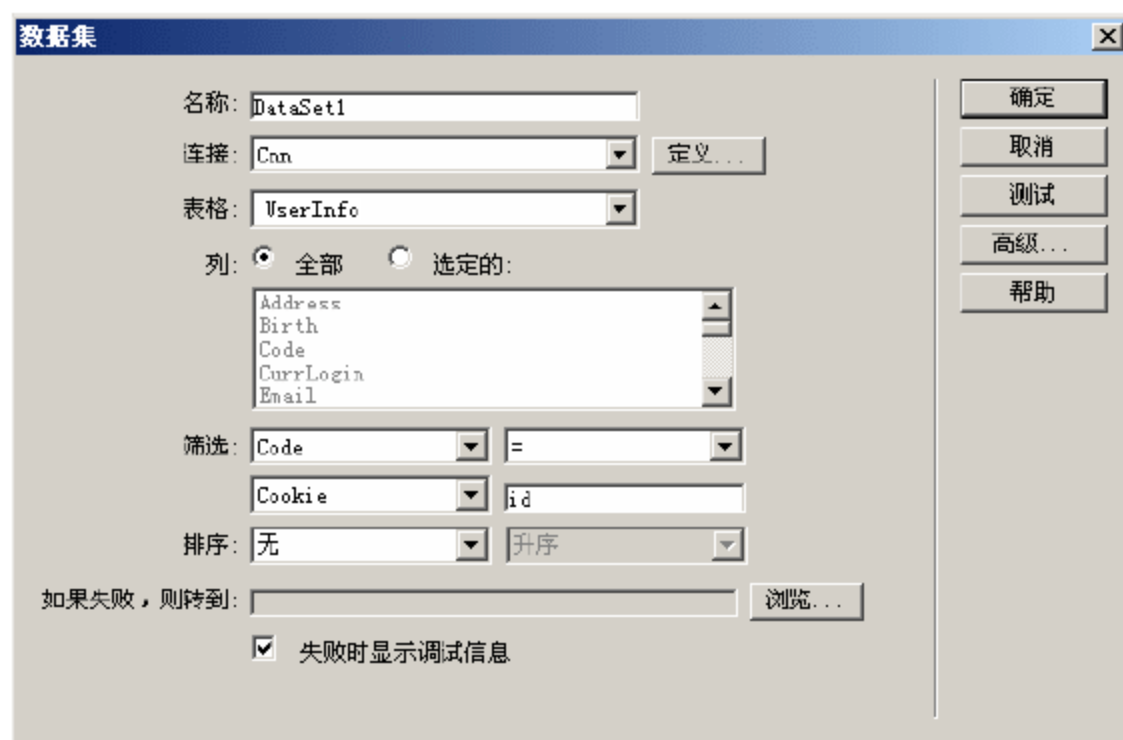 数据集
名称: DataSet1
确定
连接: Cnn 定义...
取消
表格: UserInfo
测试
列: 全部 选定的:
高级...
Address
Birth
Code
CurrLogin
Email
帮助
筛选: Code =
Cookie id
排序: 无 升序
如果失败，则转到: 浏览...
失败时显示调试信息